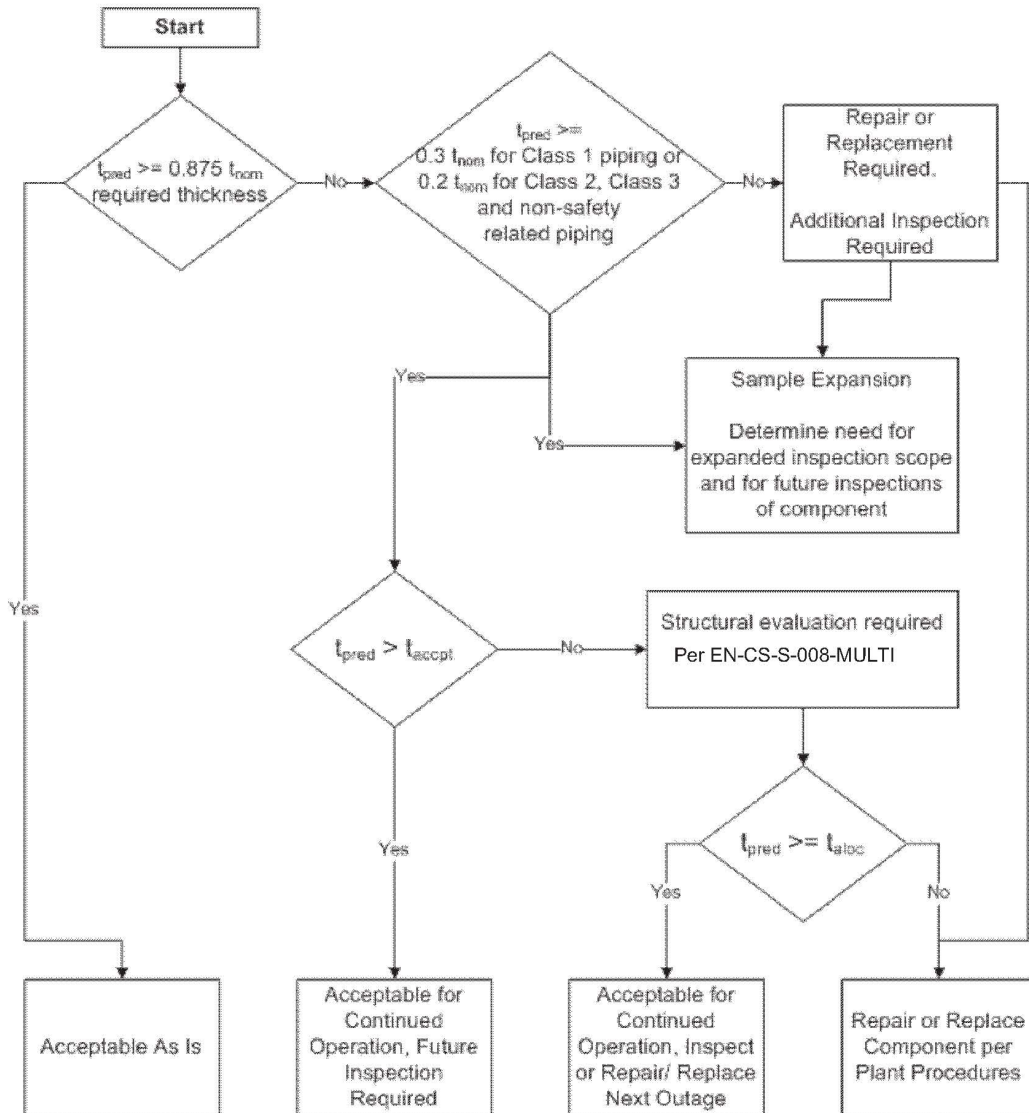 Start
t_pred >= 0.875 t_nom
required thickness
No
t_pred >=
0.3 t_nom for Class 1 piping or
0.2 t_nom for Class 2, Class 3
and non-safety
related piping
No
Repair or
Replacement
Required.
Additional Inspection
Required
Yes
Yes
Sample Expansion
Determine need for
expanded inspection scope
and for future inspections
of component
Yes
t_pred > t_accpt
No
Structural evaluation required
Per EN-CS-S-008-MULTI
Yes
t_pred >= t_aloc
Yes
No
Acceptable As Is
Acceptable for
Continued
Operation, Future
Inspection
Required
Acceptable for
Continued
Operation, Inspect
or Repair/ Replace
Next Outage
Repair or Replace
Component per
Plant Procedures